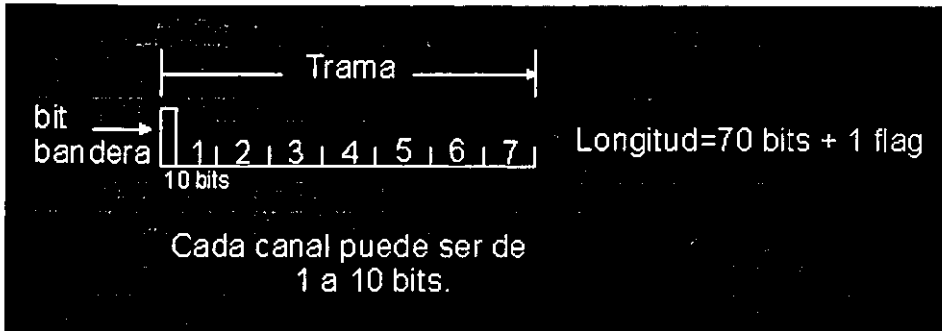 Trama
bit
bandera
1 2 3 4 5 6 7
10 bits
Longitud=70 bits + 1 flag
Cada canal puede ser de
1 a 10 bits.